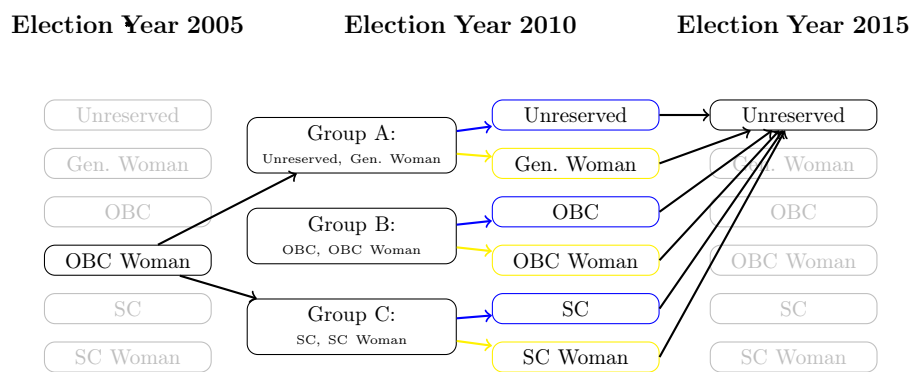 Election Year 2005
Election Year 2010
Election Year 2015
Unreserved
Gen. Woman
OBC
OBC Woman
SC
SC Woman
Group A:
Unreserved, Gen. Woman
Group B:
OBC, OBC Woman
Group C:
SC, SC Woman
Unreserved
Gen. Woman
OBC
OBC Woman
SC
SC Woman
Unreserved
Gen. Woman
OBC
OBC Woman
SC
SC Woman